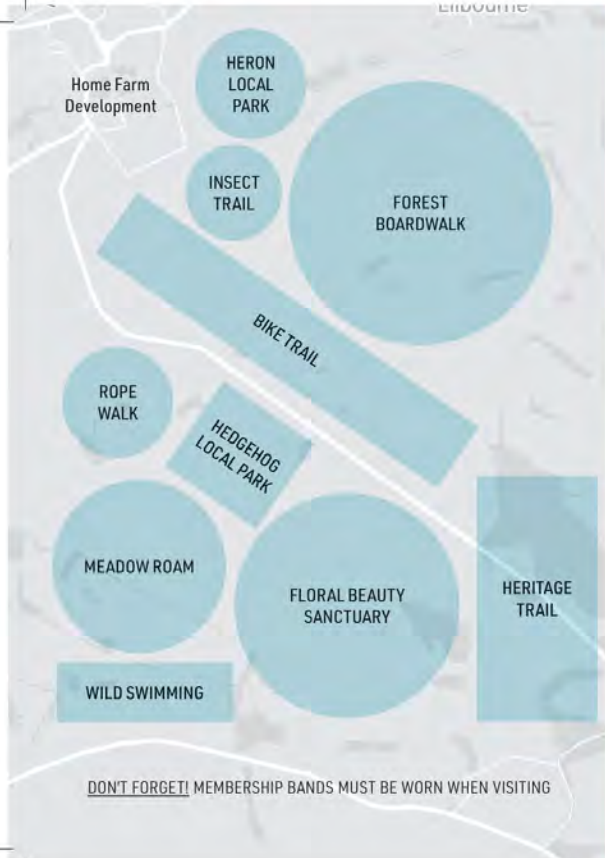 Lilbourne
Home Farm
Development
HERON
LOCAL
PARK
INSECT
TRAIL
FOREST
BOARDWALK
BIKE TRAIL
ROPE
WALK
HEDGEHOG
LOCAL PARK
MEADOW ROAM
FLORAL BEAUTY
SANCTUARY
HERITAGE
TRAIL
WILD SWIMMING
DON'T FORGET! MEMBERSHIP BANDS MUST BE WORN WHEN VISITING